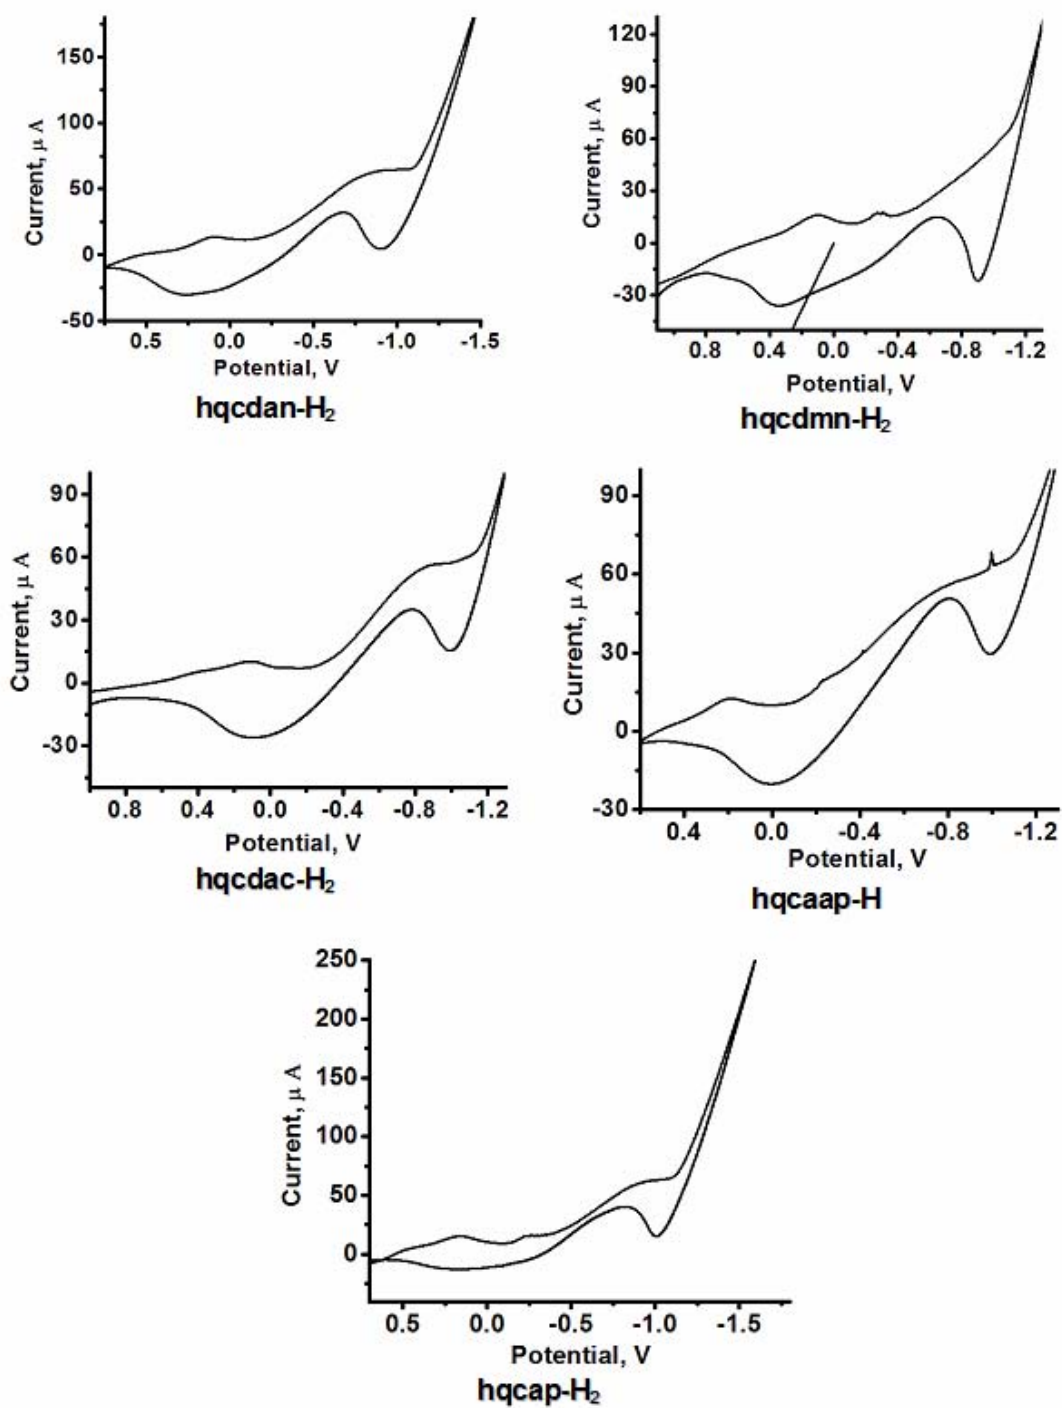 150
100
50
0
-50
Current, μ A
0.5 0.0 -0.5 -1.0 -1.5
Potential, V
hqcdan-H₂
120
90
60
30
0
-30
Current, μ A
0.8 0.4 0.0 -0.4 -0.8 -1.2
Potential, V
hqcdmn-H₂
90
60
30
0
-30
Current, μ A
0.8 0.4 0.0 -0.4 -0.8 -1.2
Potential, V
hqcdac-H₂
90
60
30
0
-30
Current, μ A
0.4 0.0 -0.4 -0.8 -1.2
Potential, V
hqcaap-H
250
200
150
100
50
0
Current, μ A
0.5 0.0 -0.5 -1.0 -1.5
Potential, V
hqcap-H₂